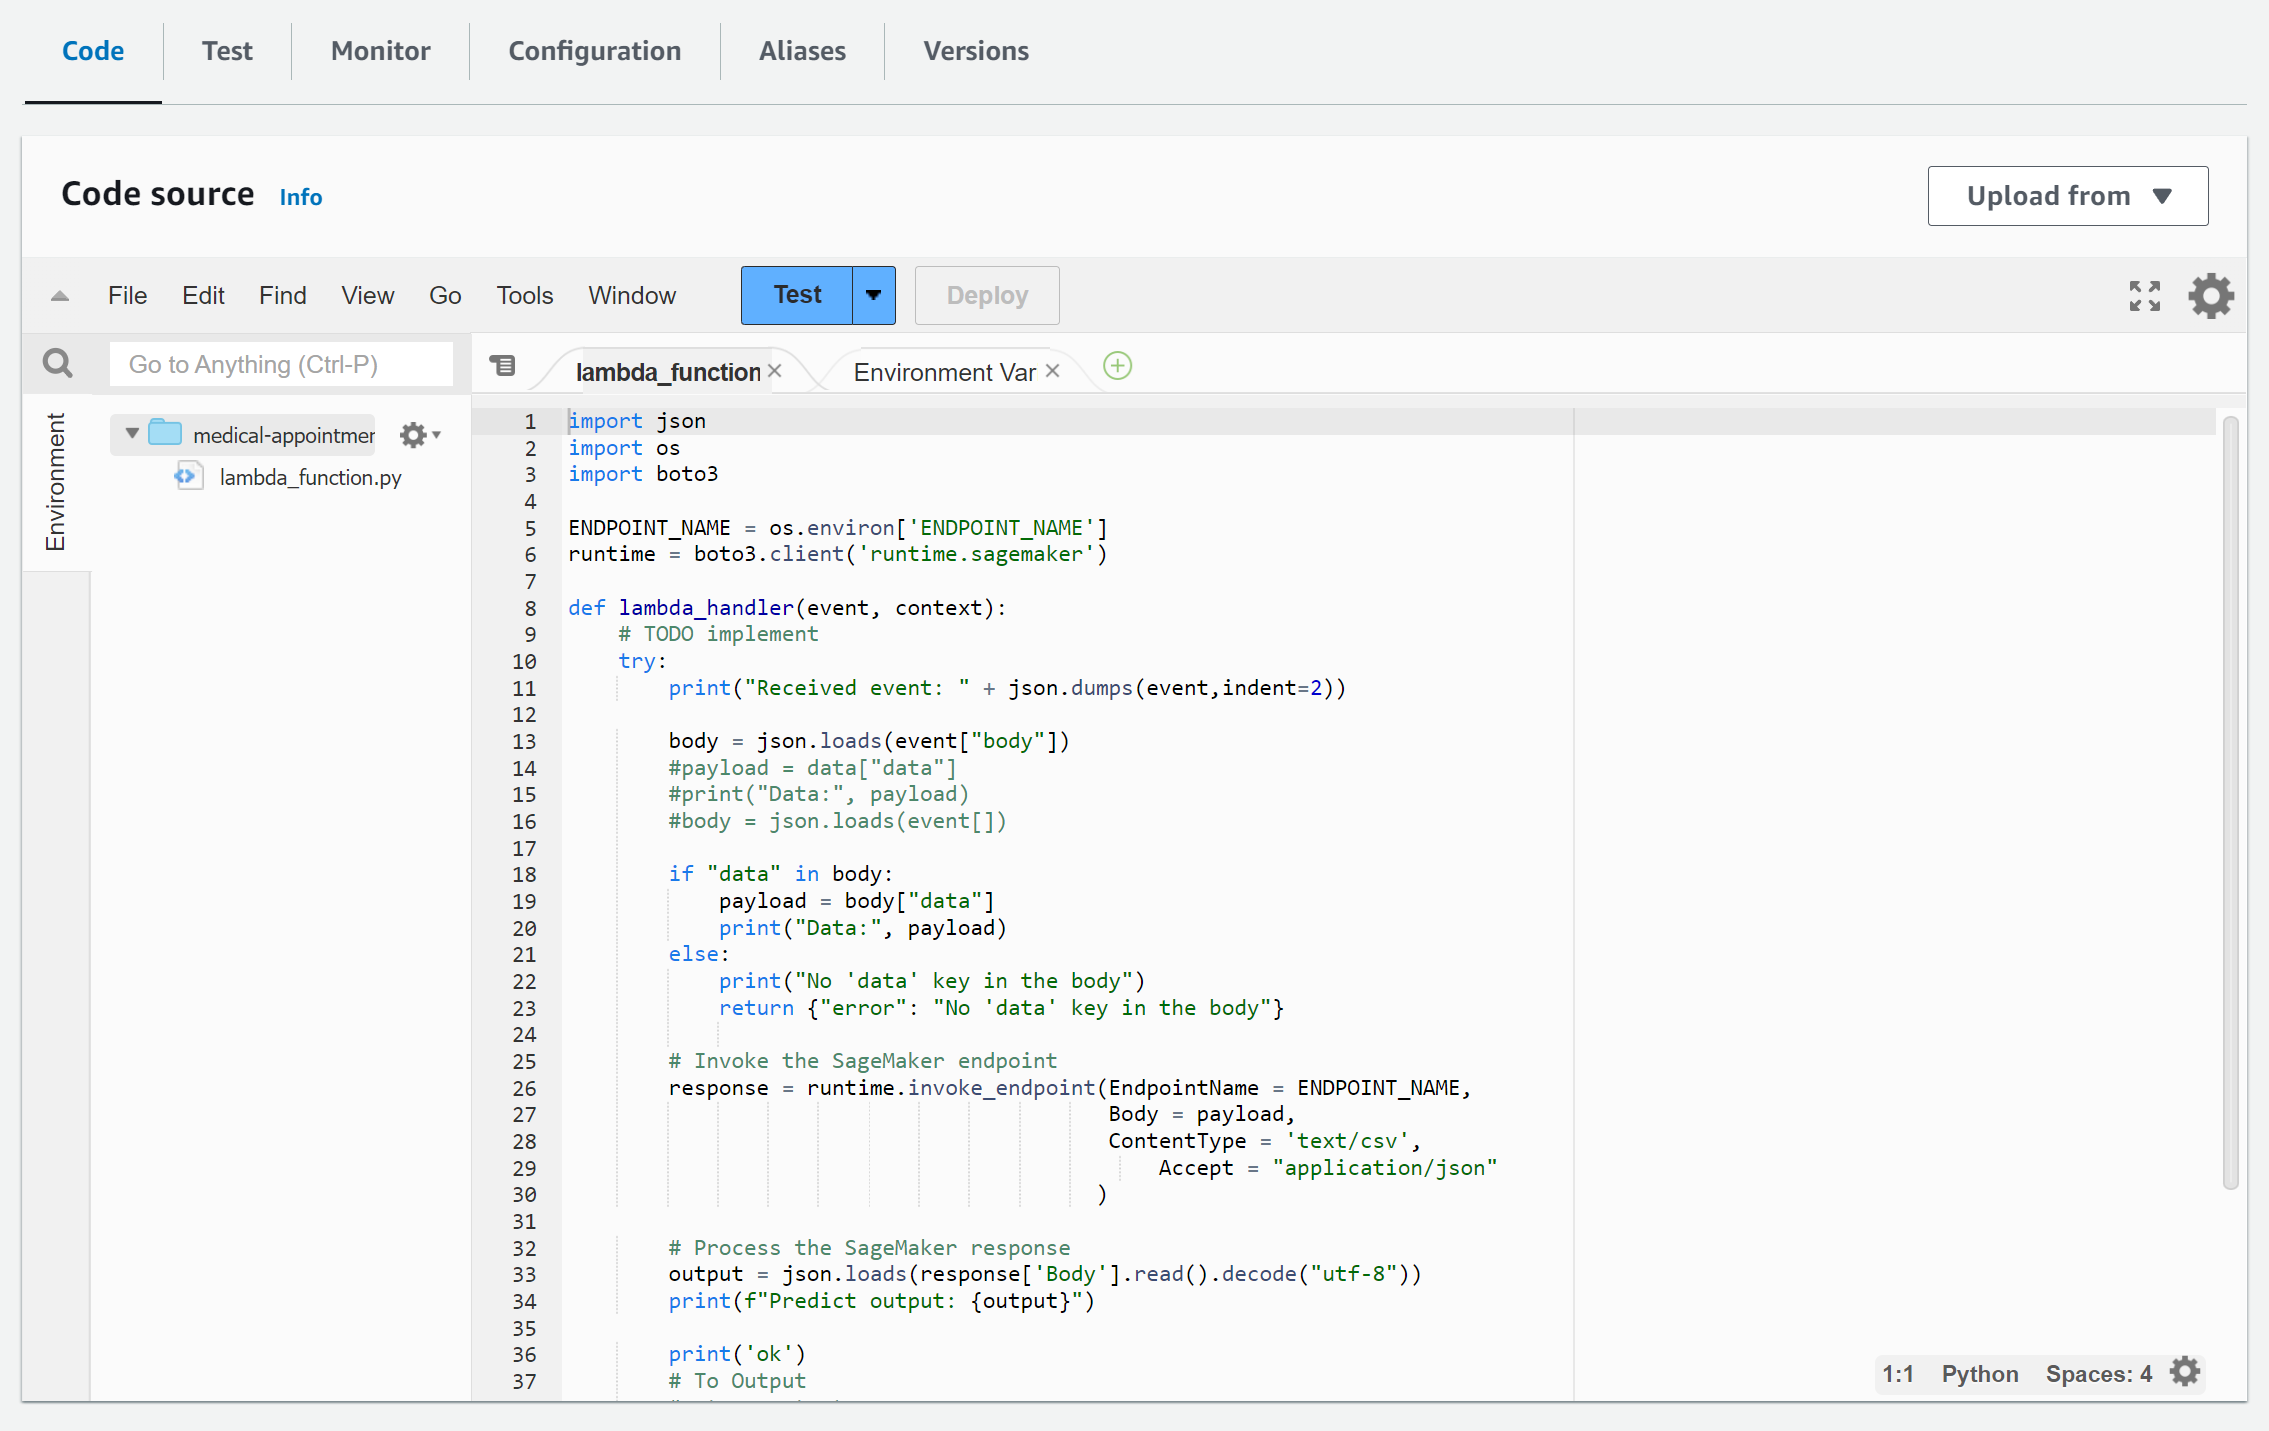 Code Test Monitor Configuration Aliases Versions
Code source Info
Upload from
File Edit Find View Go Tools Window Test Deploy
Go to Anything (Ctrl-P)
lambda_function Environment Var
Environment
medical-appointmen
lambda_function.py
1 import json
2 import os
3 import boto3
4
5 ENDPOINT_NAME = os.environ['ENDPOINT_NAME']
6 runtime = boto3.client('runtime.sagemaker')
7
8 def lambda_handler(event, context):
9     # TODO implement
10     try:
11         print("Received event: " + json.dumps(event,indent=2))
12
13         body = json.loads(event["body"])
14         #payload = data["data"]
15         #print("Data:", payload)
16         #body = json.loads(event[])
17
18         if "data" in body:
19             payload = body["data"]
20             print("Data:", payload)
21         else:
22             print("No 'data' key in the body")
23             return {"error": "No 'data' key in the body"}
24
25         # Invoke the SageMaker endpoint
26         response = runtime.invoke_endpoint(EndpointName = ENDPOINT_NAME,
27                                            Body = payload,
28                                            ContentType = 'text/csv',
29                                                Accept = "application/json"
30                                           )
31
32         # Process the SageMaker response
33         output = json.loads(response['Body'].read().decode("utf-8"))
34         print(f"Predict output: {output}")
35
36         print('ok')
37         # To Output
1:1 Python Spaces: 4